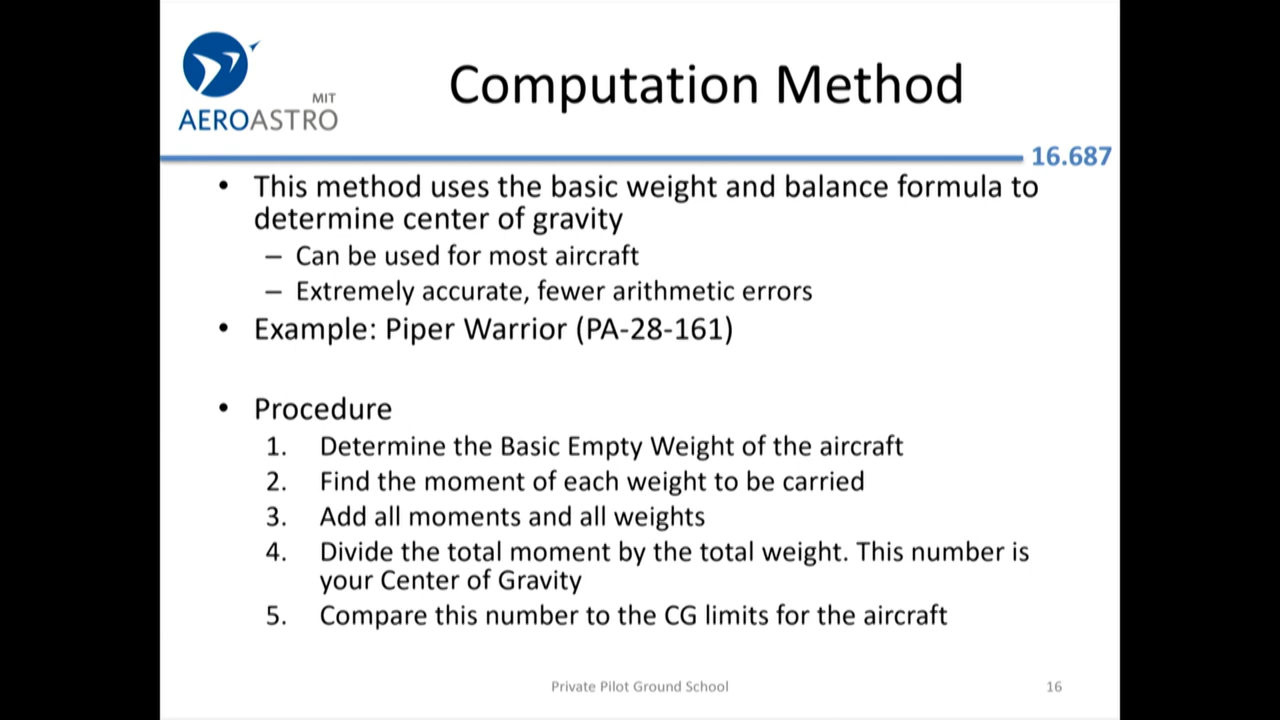 MIT
AEROASTRO
Computation Method
16.687
• This method uses the basic weight and balance formula to
determine center of gravity
– Can be used for most aircraft
– Extremely accurate, fewer arithmetic errors
• Example: Piper Warrior (PA-28-161)
• Procedure
1. Determine the Basic Empty Weight of the aircraft
2. Find the moment of each weight to be carried
3. Add all moments and all weights
4. Divide the total moment by the total weight. This number is
your Center of Gravity
5. Compare this number to the CG limits for the aircraft
Private Pilot Ground School
16